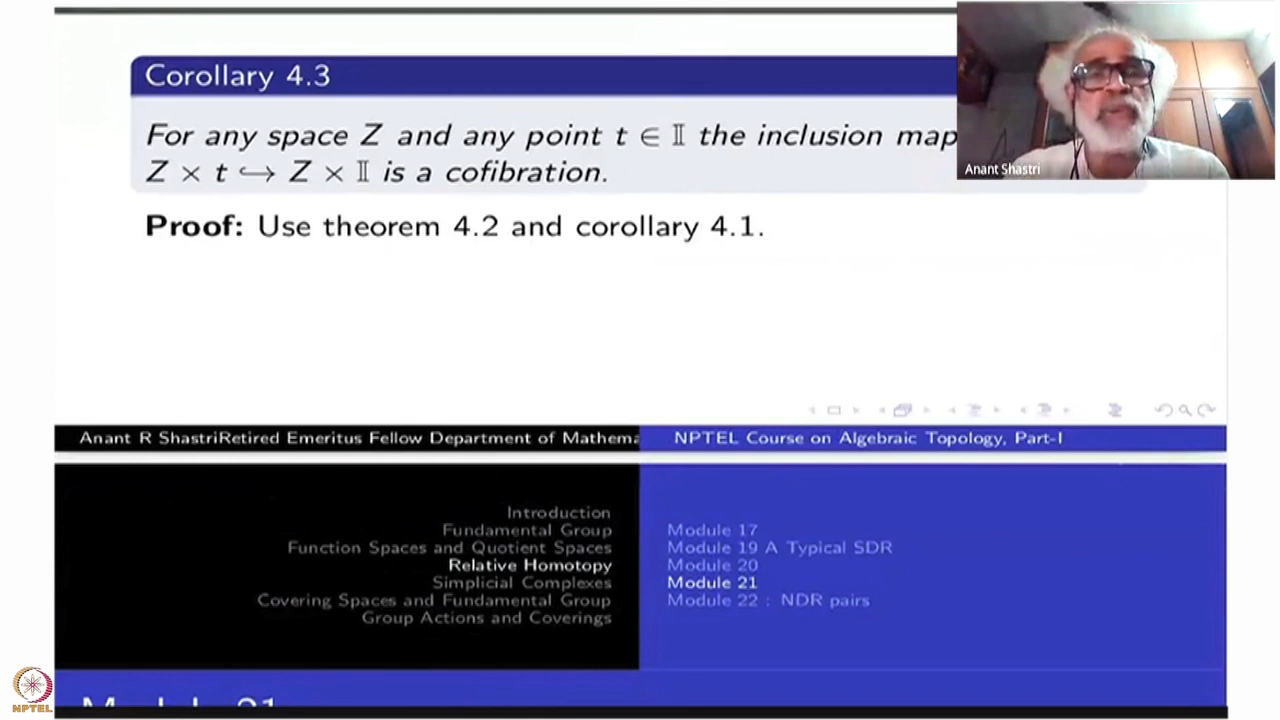 Corollary 4.3
For any space Z and any point t ∈ 𝕀 the inclusion map
Z × t ↪ Z × 𝕀 is a cofibration.
Anant Shastri
Proof: Use theorem 4.2 and corollary 4.1.
Anant R ShastriRetired Emeritus Fellow Department of Mathema
NPTEL Course on Algebraic Topology, Part-I
Introduction
Fundamental Group
Function Spaces and Quotient Spaces
Relative Homotopy
Simplicial Complexes
Covering Spaces and Fundamental Group
Group Actions and Coverings
Module 17
Module 19 A Typical SDR
Module 20
Module 21
Module 22 : NDR pairs
NPTEL